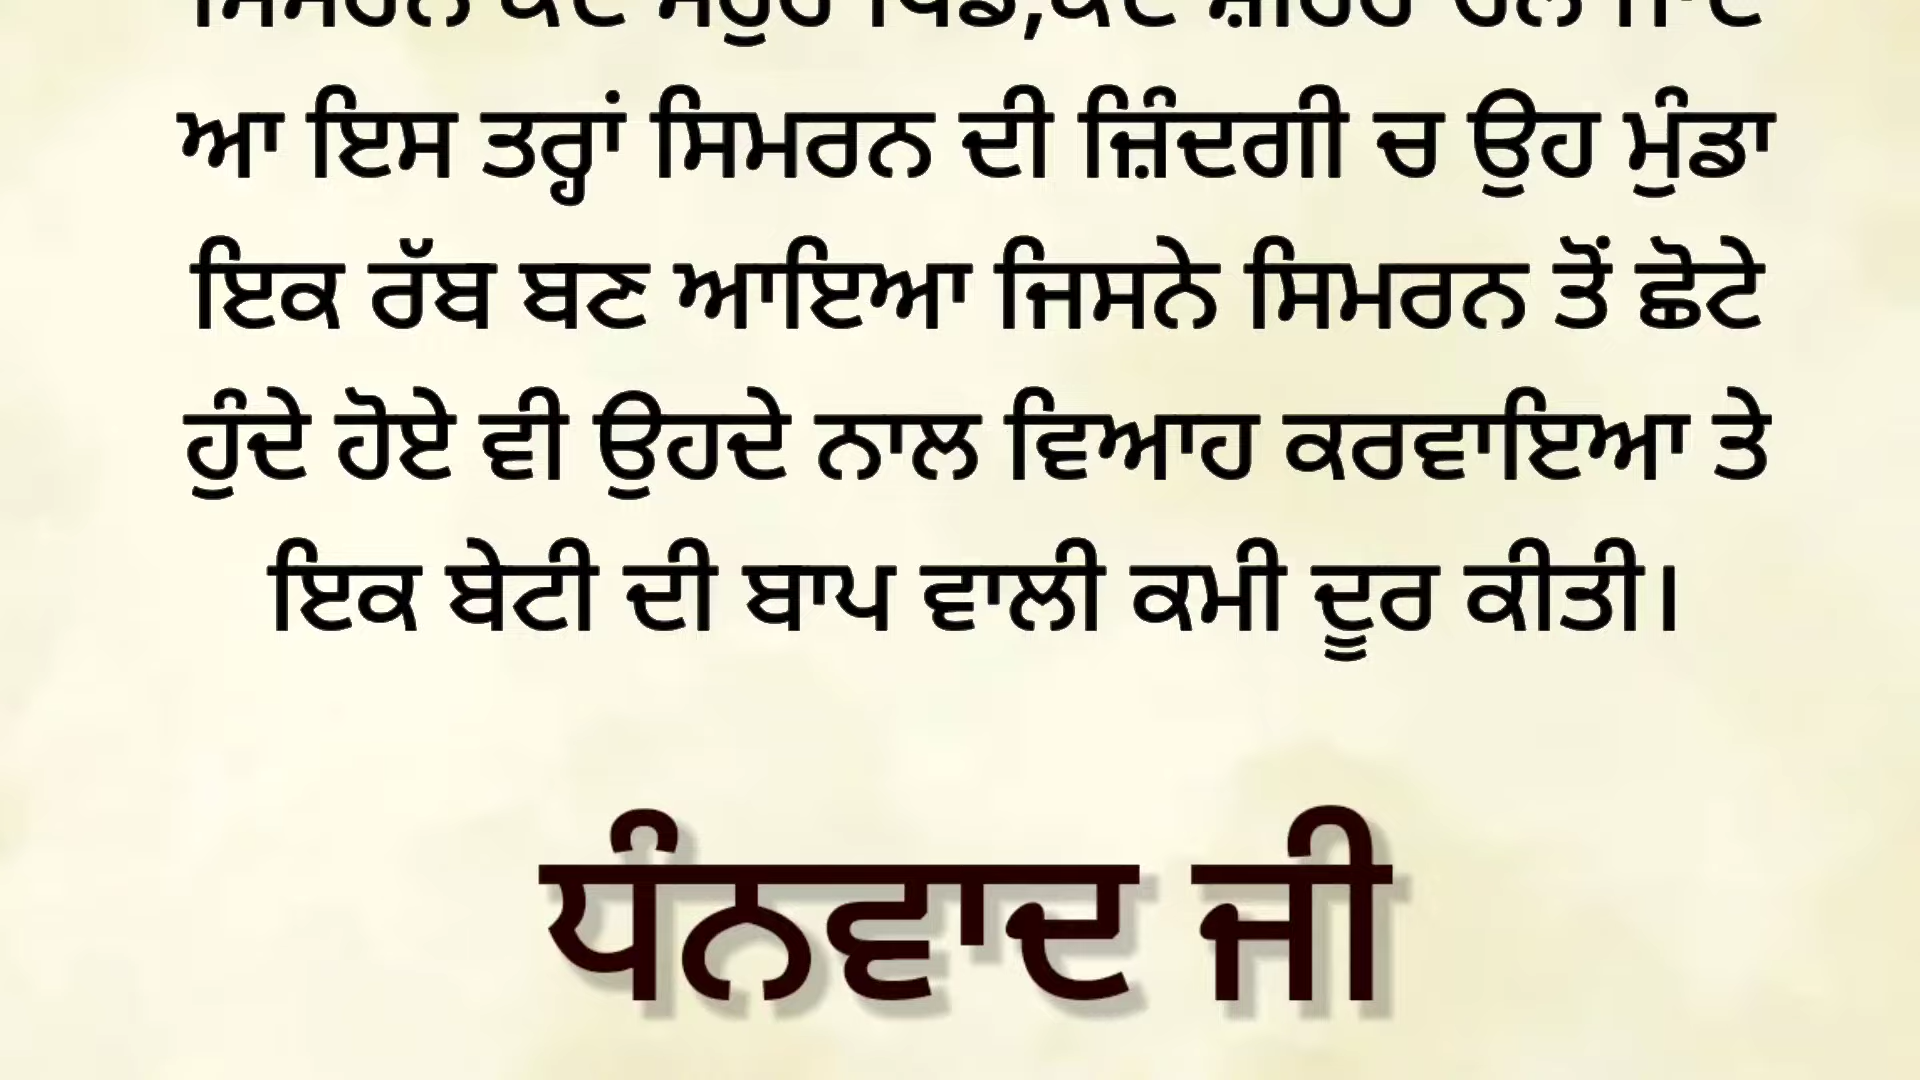 ਆ ਇਸ ਤਰ੍ਹਾਂ ਸਿਮਰਨ ਦੀ ਜ਼ਿੰਦਗੀ ਚ ਉਹ ਮੁੰਡਾ
ਇਕ ਰੱਬ ਬਣ ਆਇਆ ਜਿਸਨੇ ਸਿਮਰਨ ਤੋਂ ਛੋਟੇ
ਹੁੰਦੇ ਹੋਏ ਵੀ ਉਹਦੇ ਨਾਲ ਵਿਆਹ ਕਰਵਾਇਆ ਤੇ
ਇਕ ਬੇਟੀ ਦੀ ਬਾਪ ਵਾਲੀ ਕਮੀ ਦੂਰ ਕੀਤੀ।
ਧੰਨਵਾਦ ਜੀ